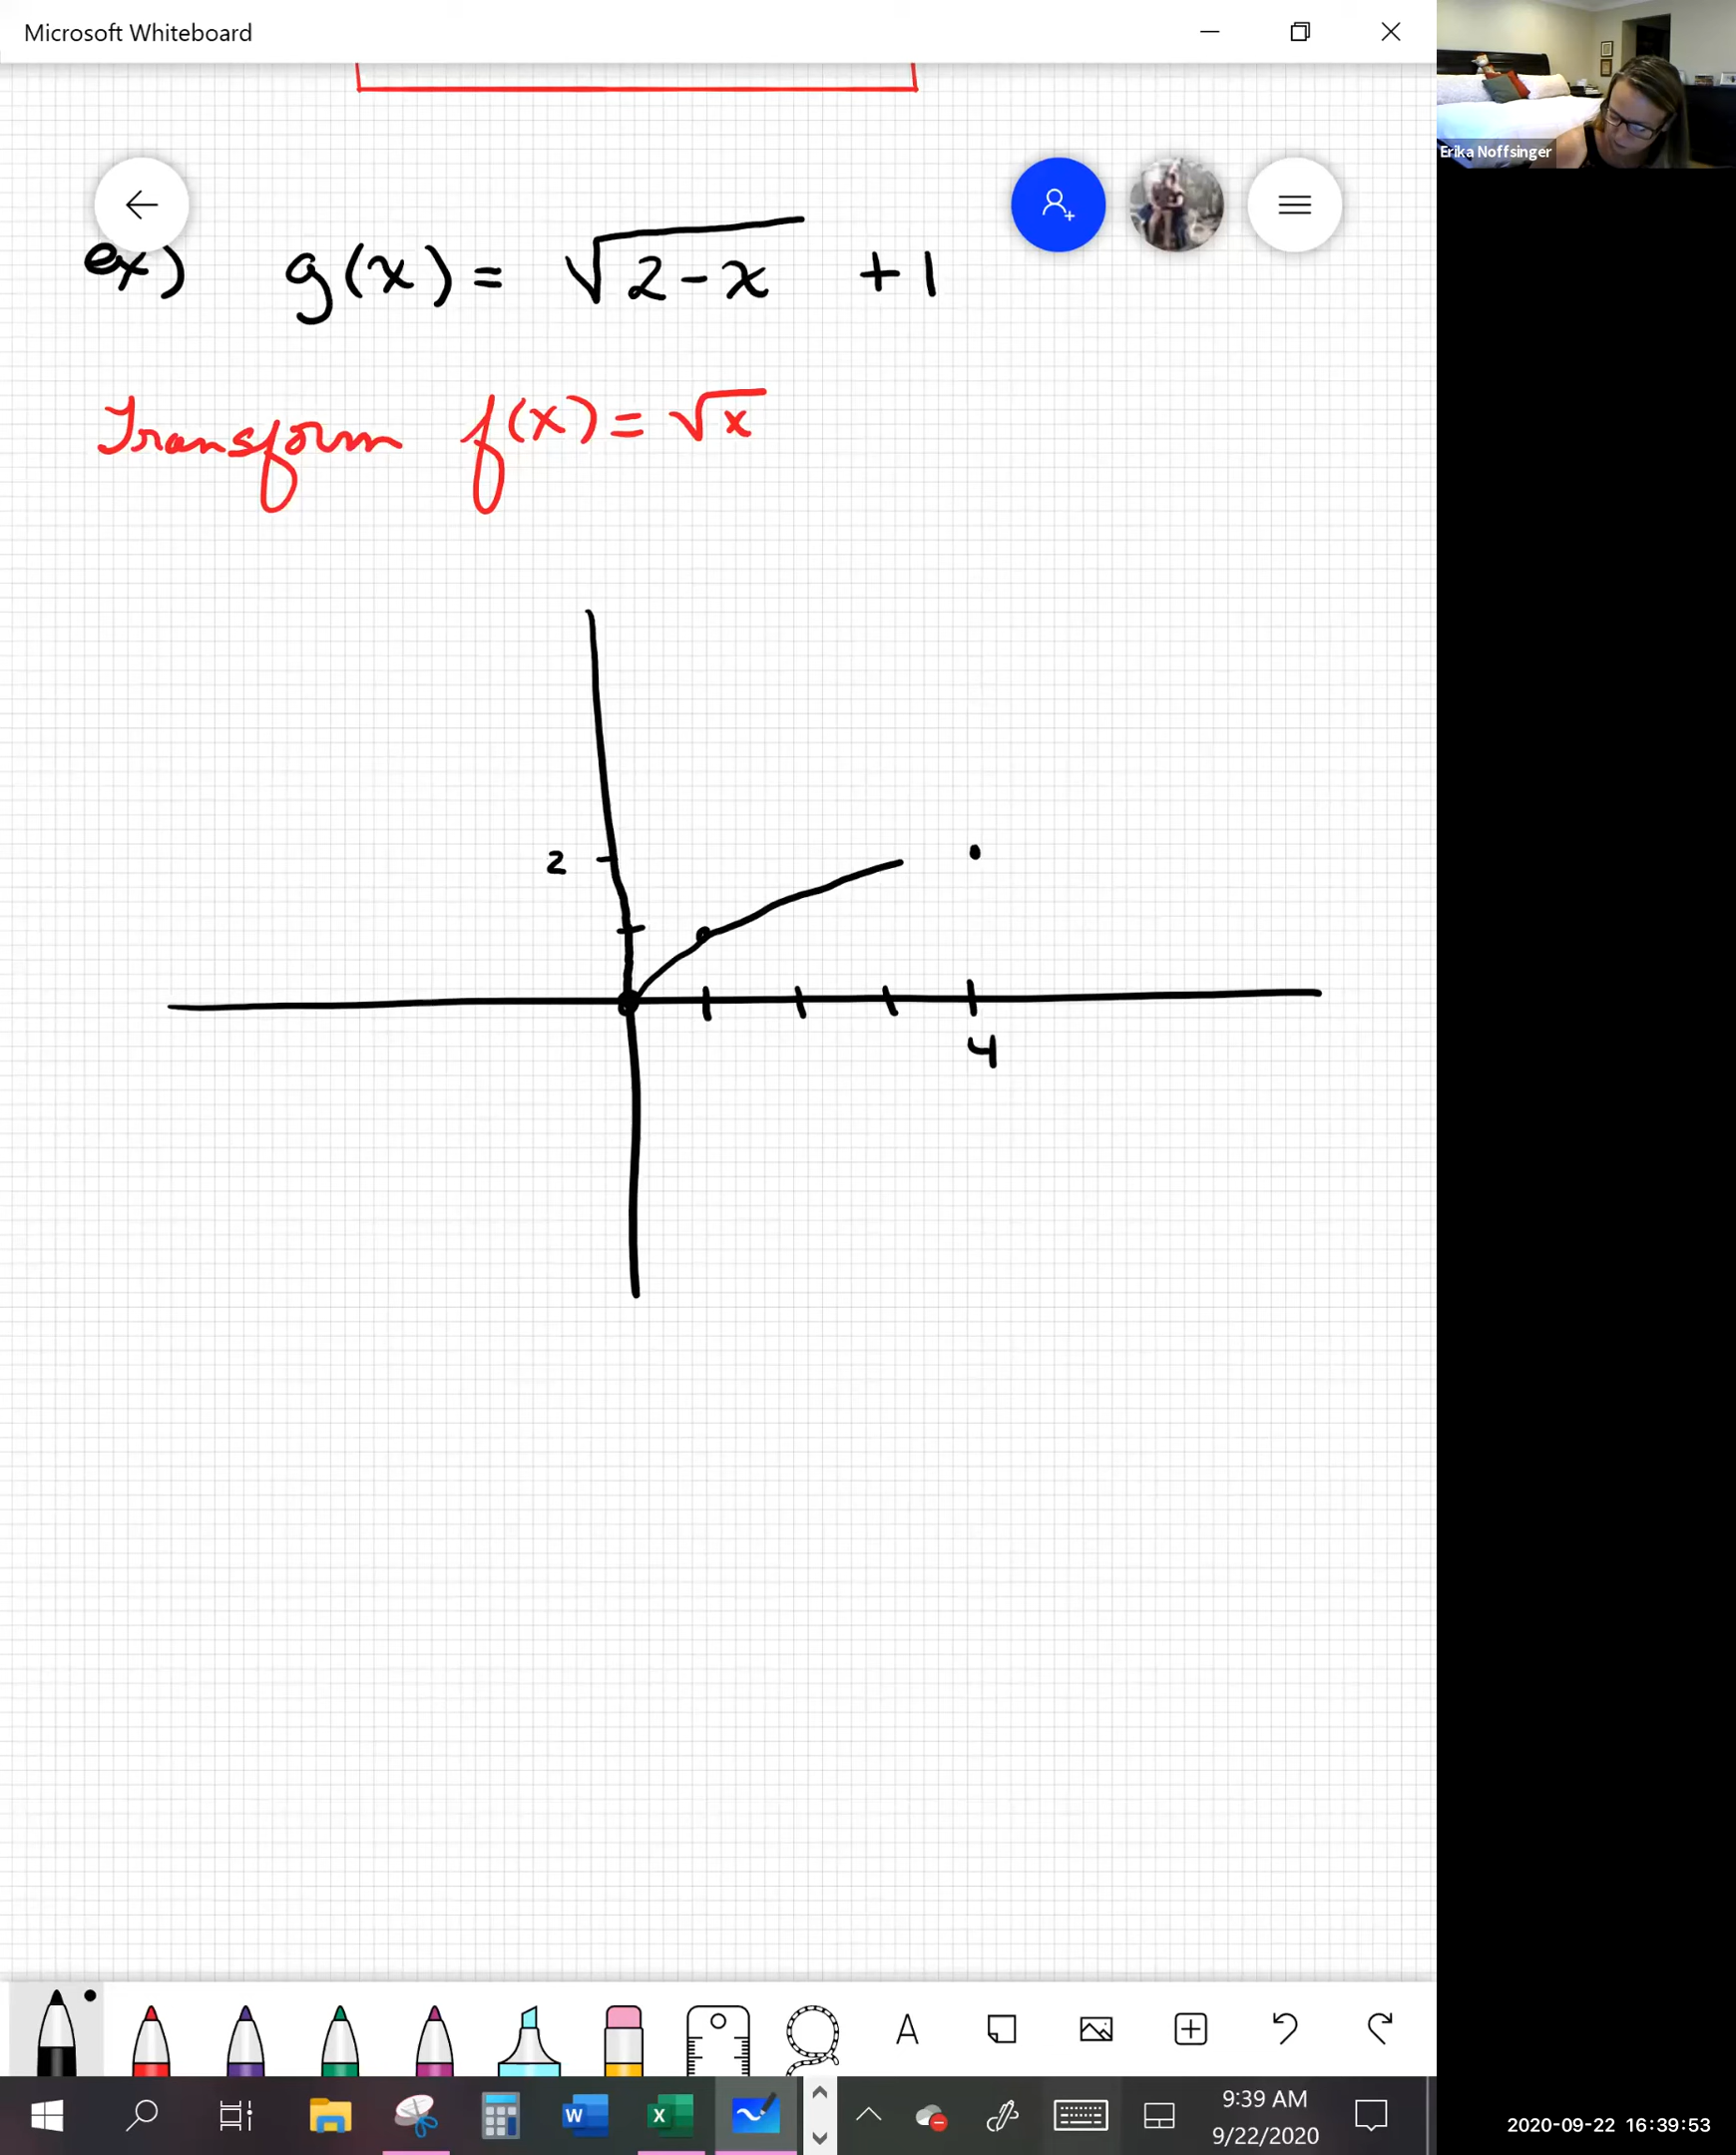 Microsoft Whiteboard
Erika Noffsinger
ex) g(x) = √2-x +1
Transform f(x) = √x
2
4
A
W
X
9:39 AM
9/22/2020
2020-09-22 16:39:53